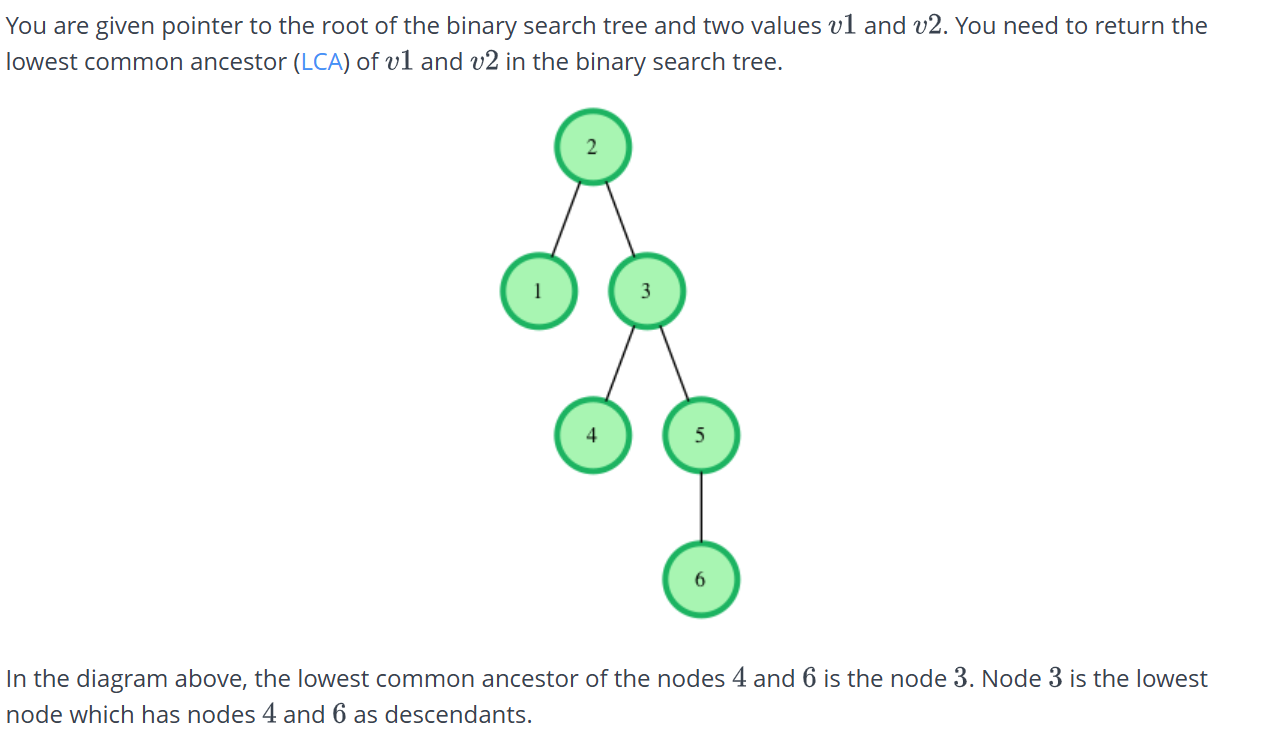 You are given pointer to the root of the binary search tree and two values v1 and v2. You need to return the
lowest common ancestor (LCA) of v1 and v2 in the binary search tree.
2
1 3
4 5
6
In the diagram above, the lowest common ancestor of the nodes 4 and 6 is the node 3. Node 3 is the lowest
node which has nodes 4 and 6 as descendants.